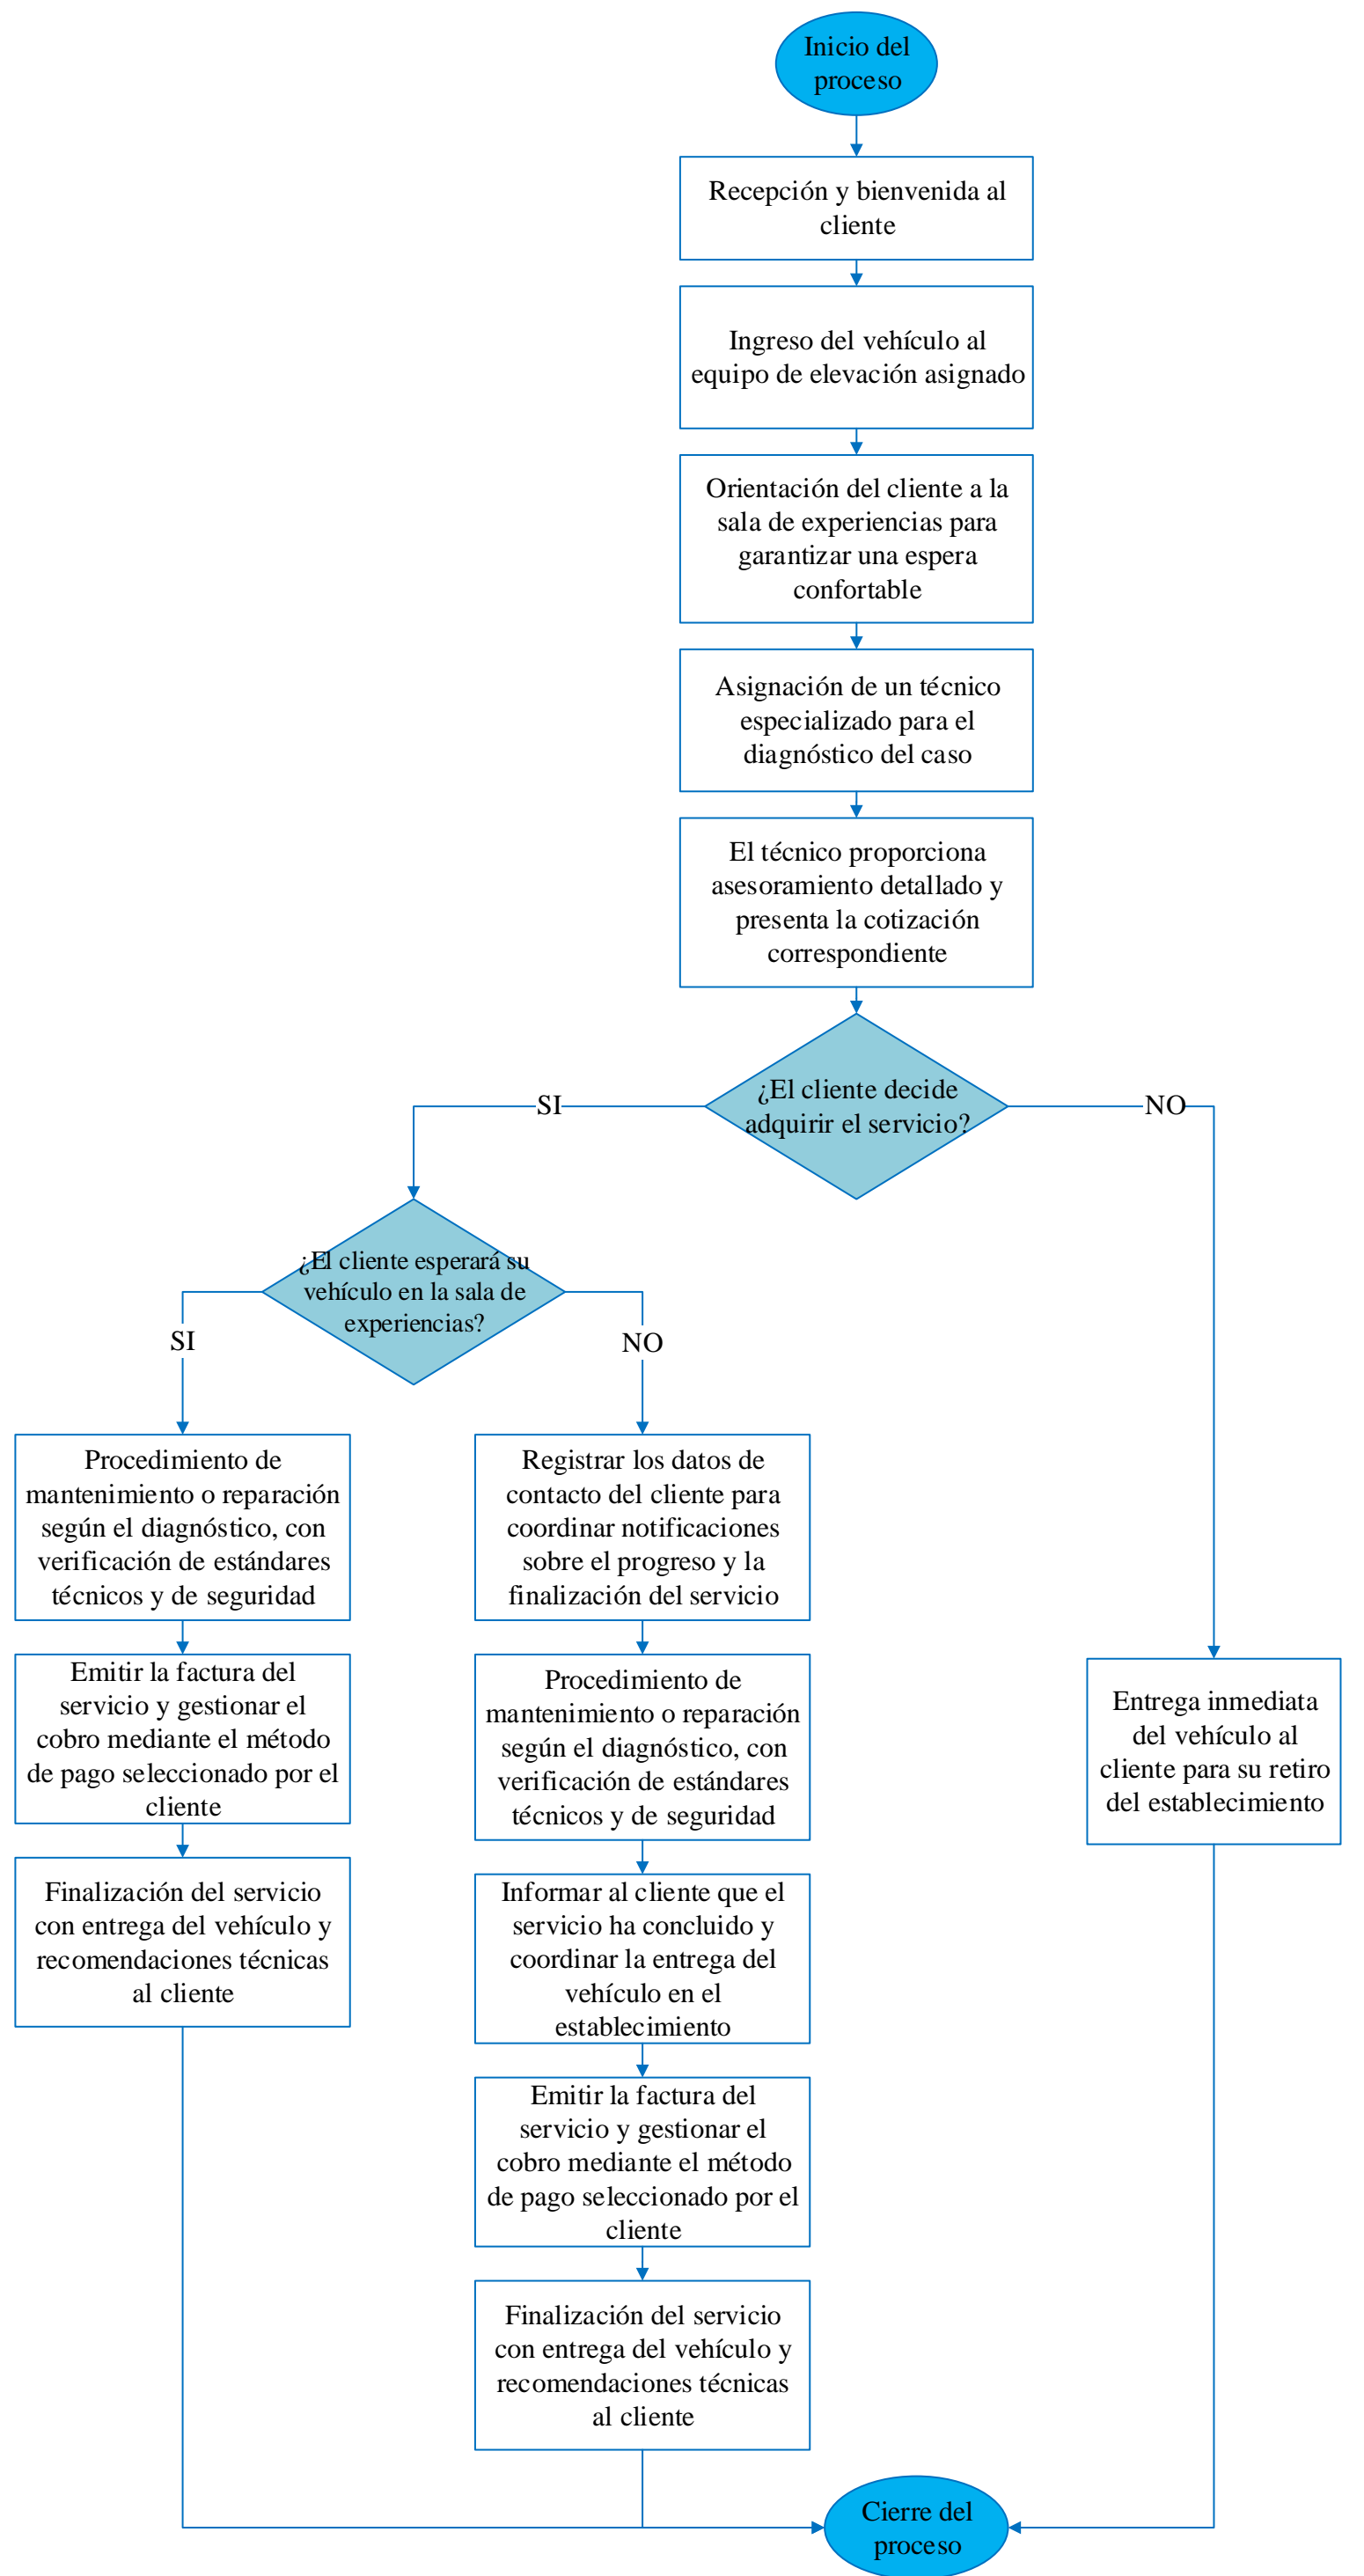 Inicio del
proceso
Recepción y bienvenida al
cliente
Ingreso del vehículo al
equipo de elevación asignado
Orientación del cliente a la
sala de experiencias para
garantizar una espera
confortable
Asignación de un técnico
especializado para el
diagnóstico del caso
El técnico proporciona
asesoramiento detallado y
presenta la cotización
correspondiente
¿El cliente decide
adquirir el servicio?
SI
NO
¿El cliente esperará su
vehículo en la sala de
experiencias?
SI
NO
Procedimiento de
mantenimiento o reparación
según el diagnóstico, con
verificación de estándares
técnicos y de seguridad
Emitir la factura del
servicio y gestionar el
cobro mediante el método
de pago seleccionado por el
cliente
Finalización del servicio
con entrega del vehículo y
recomendaciones técnicas
al cliente
Registrar los datos de
contacto del cliente para
coordinar notificaciones
sobre el progreso y la
finalización del servicio
Procedimiento de
mantenimiento o reparación
según el diagnóstico, con
verificación de estándares
técnicos y de seguridad
Informar al cliente que el
servicio ha concluido y
coordinar la entrega del
vehículo en el
establecimiento
Emitir la factura del
servicio y gestionar el
cobro mediante el método
de pago seleccionado por el
cliente
Finalización del servicio
con entrega del vehículo y
recomendaciones técnicas
al cliente
Entrega inmediata
del vehículo al
cliente para su retiro
del establecimiento
Cierre del
proceso